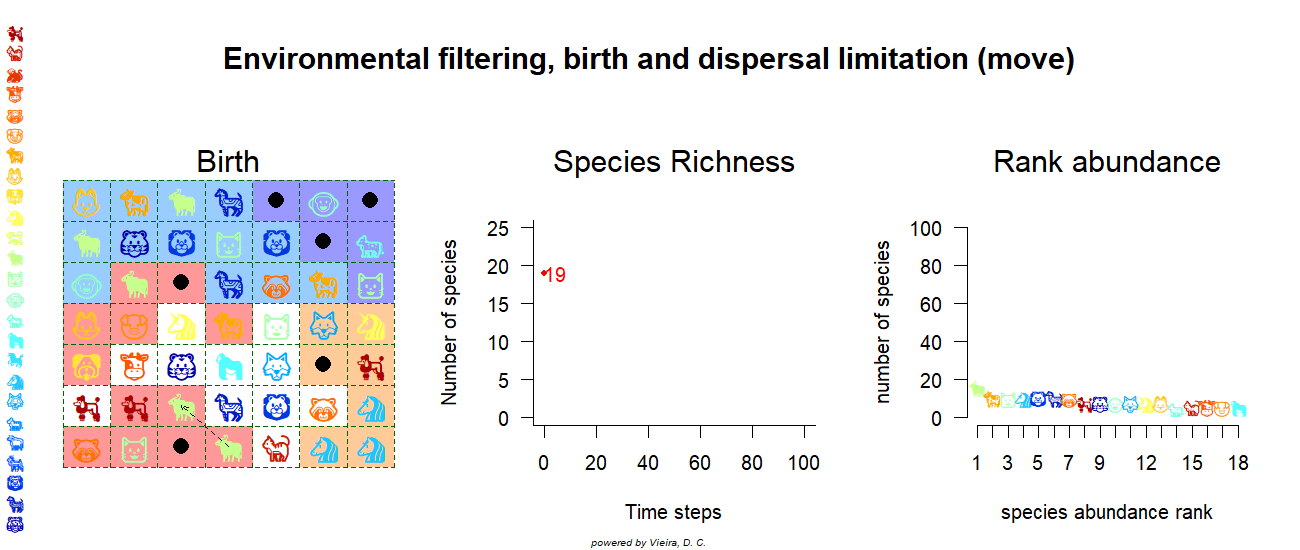 Environmental filtering, birth and dispersal limitation (move)
Birth
Species Richness
Rank abundance
Number of species
25
20
15
10
5
0
19
0 20 40 60 80 100
Time steps
number of species
100
80
60
40
20
0
1 3 5 7 9 12 15 18
species abundance rank
powered by Vieira, D. C.